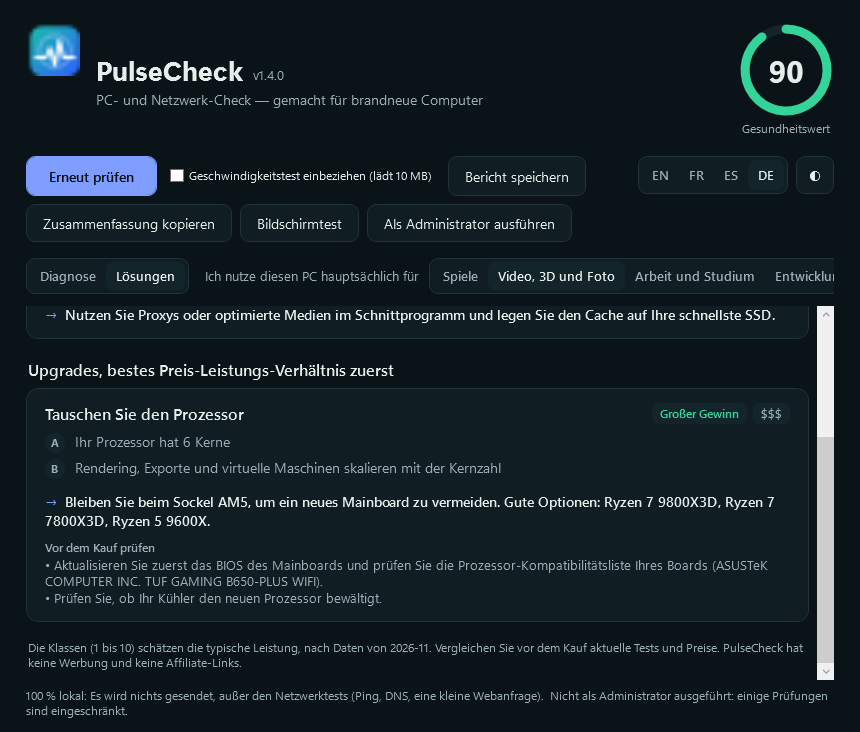 PulseCheck v1.4.0
PC- und Netzwerk-Check — gemacht für brandneue Computer
90
Gesundheitswert
Erneut prüfen
Geschwindigkeitstest einbeziehen (lädt 10 MB)
Bericht speichern
EN FR ES DE
Zusammenfassung kopieren
Bildschirmtest
Als Administrator ausführen
Diagnose Lösungen Ich nutze diesen PC hauptsächlich für Spiele Video, 3D und Foto Arbeit und Studium Entwicklu
→ Nutzen Sie Proxys oder optimierte Medien im Schnittprogramm und legen Sie den Cache auf Ihre schnellste SSD.
Upgrades, bestes Preis-Leistungs-Verhältnis zuerst
Tauschen Sie den Prozessor
Großer Gewinn $$$
A Ihr Prozessor hat 6 Kerne
B Rendering, Exporte und virtuelle Maschinen skalieren mit der Kernzahl
→ Bleiben Sie beim Sockel AM5, um ein neues Mainboard zu vermeiden. Gute Optionen: Ryzen 7 9800X3D, Ryzen 7
7800X3D, Ryzen 5 9600X.
Vor dem Kauf prüfen
• Aktualisieren Sie zuerst das BIOS des Mainboards und prüfen Sie die Prozessor-Kompatibilitätsliste Ihres Boards (ASUSTeK
COMPUTER INC. TUF GAMING B650-PLUS WIFI).
• Prüfen Sie, ob Ihr Kühler den neuen Prozessor bewältigt.
Die Klassen (1 bis 10) schätzen die typische Leistung, nach Daten von 2026-11. Vergleichen Sie vor dem Kauf aktuelle Tests und Preise. PulseCheck hat
keine Werbung und keine Affiliate-Links.
100 % lokal: Es wird nichts gesendet, außer den Netzwerktests (Ping, DNS, eine kleine Webanfrage). Nicht als Administrator ausgeführt: einige Prüfungen
sind eingeschränkt.